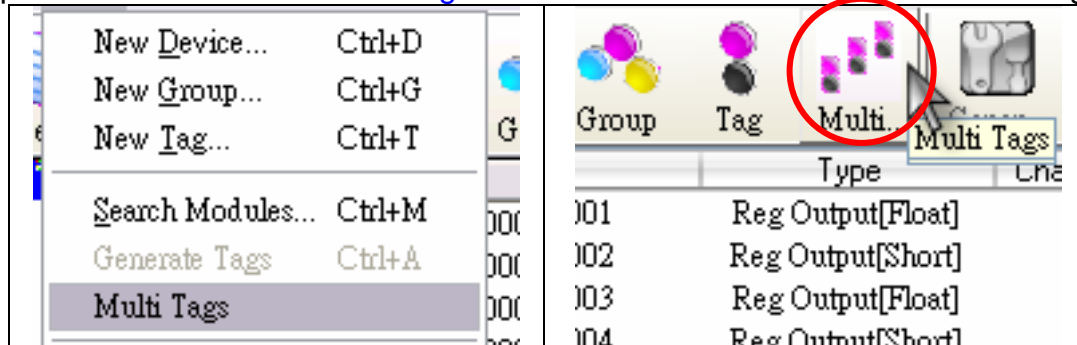 New Device... Ctrl+D
New Group... Ctrl+G
New Tag... Ctrl+T
Search Modules... Ctrl+M
Generate Tags Ctrl+A
Multi Tags
G
Group Tag Multi...
Multi Tags
Type
001 Reg Output[Float]
002 Reg Output[Short]
003 Reg Output[Float]
004 Reg Output[Short]